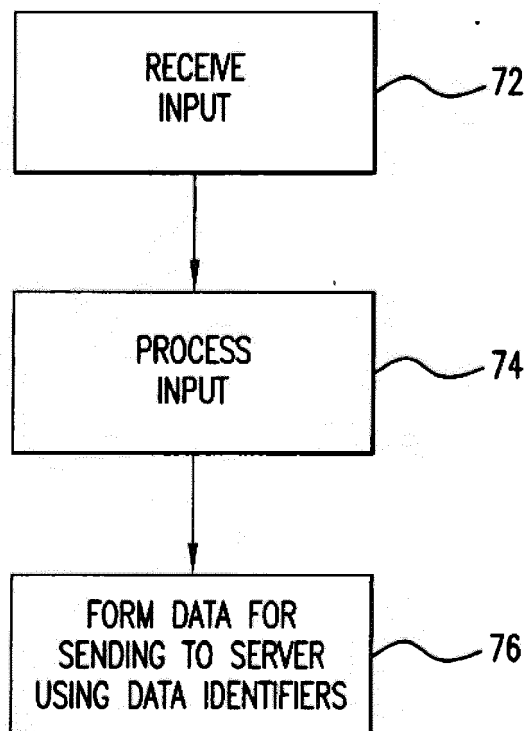 RECEIVE
INPUT
72
PROCESS
INPUT
74
FORM DATA FOR
SENDING TO SERVER
USING DATA IDENTIFIERS
76